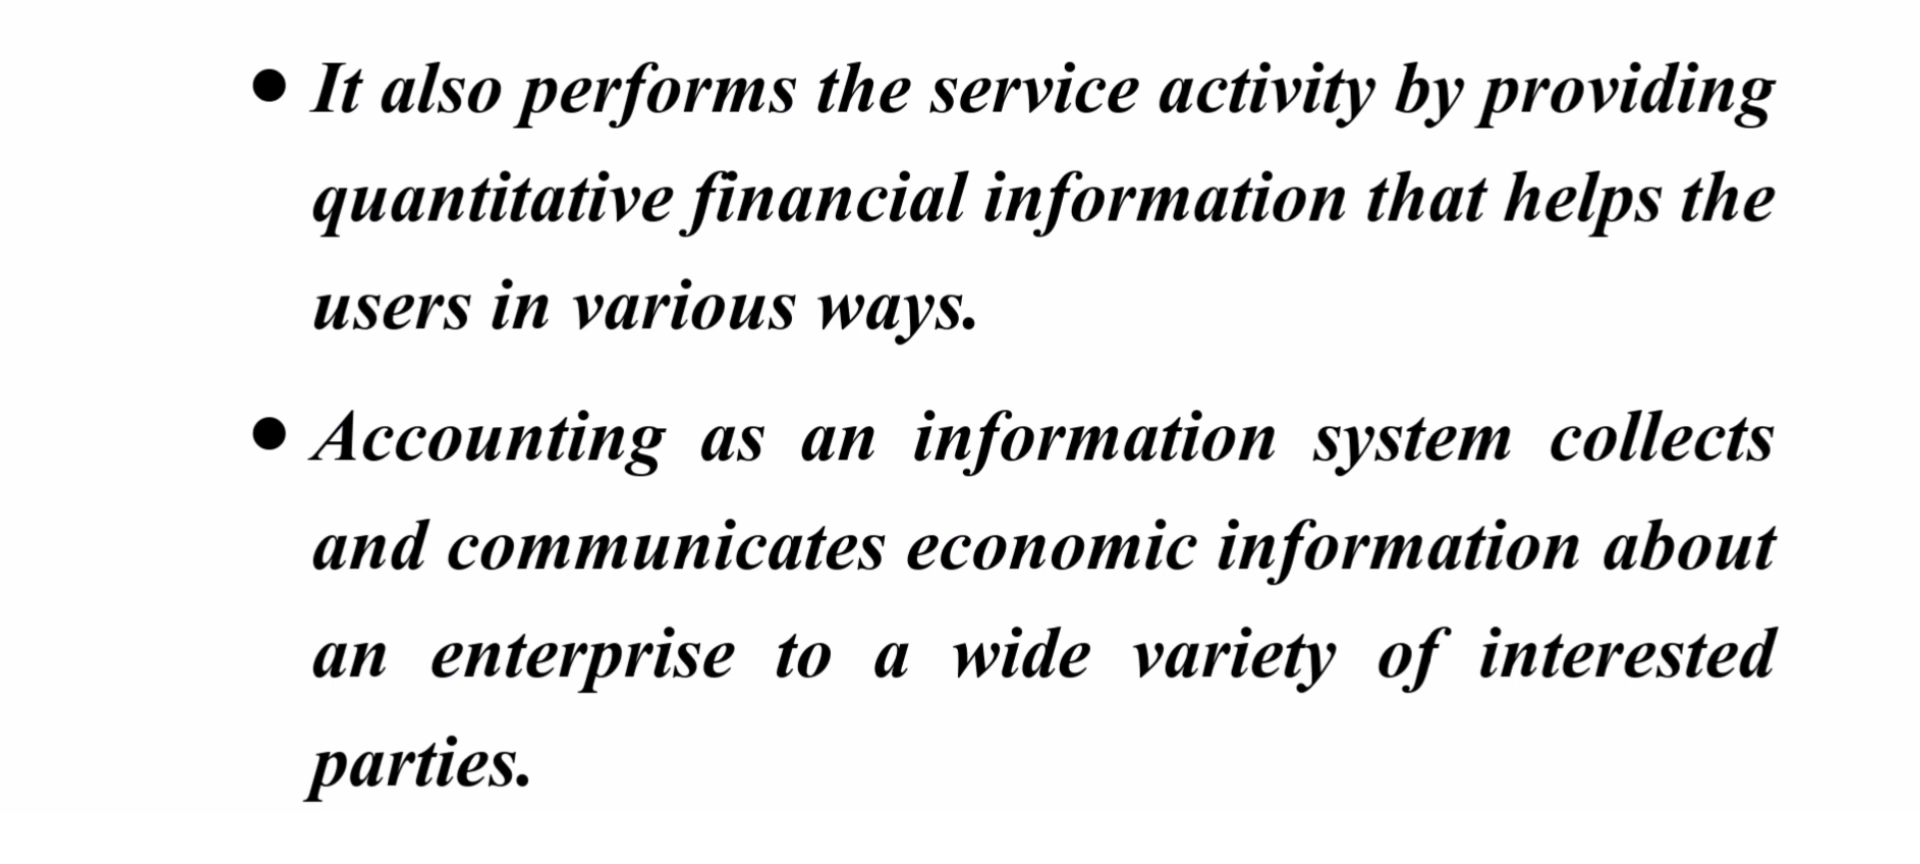 ● It also performs the service activity by providing
quantitative financial information that helps the
users in various ways.
● Accounting as an information system collects
and communicates economic information about
an enterprise to a wide variety of interested
parties.